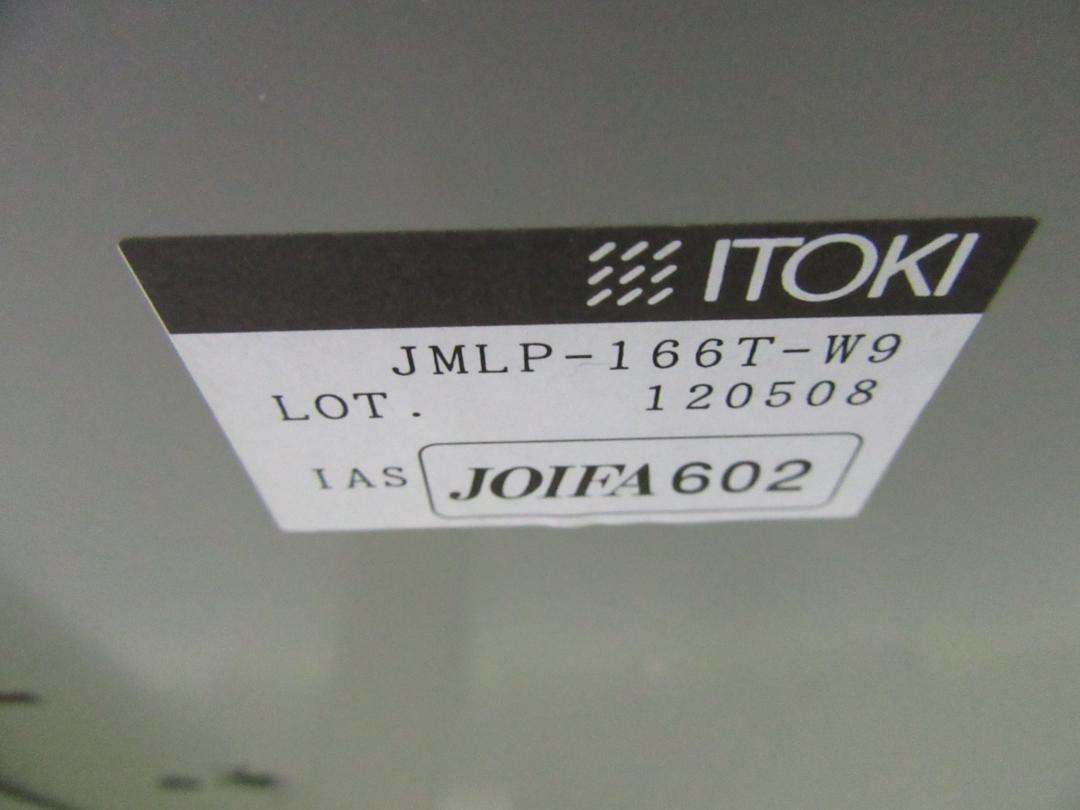 ITOKI
JMLP-166T-W9
LOT. 120508
IAS JOIFA 602